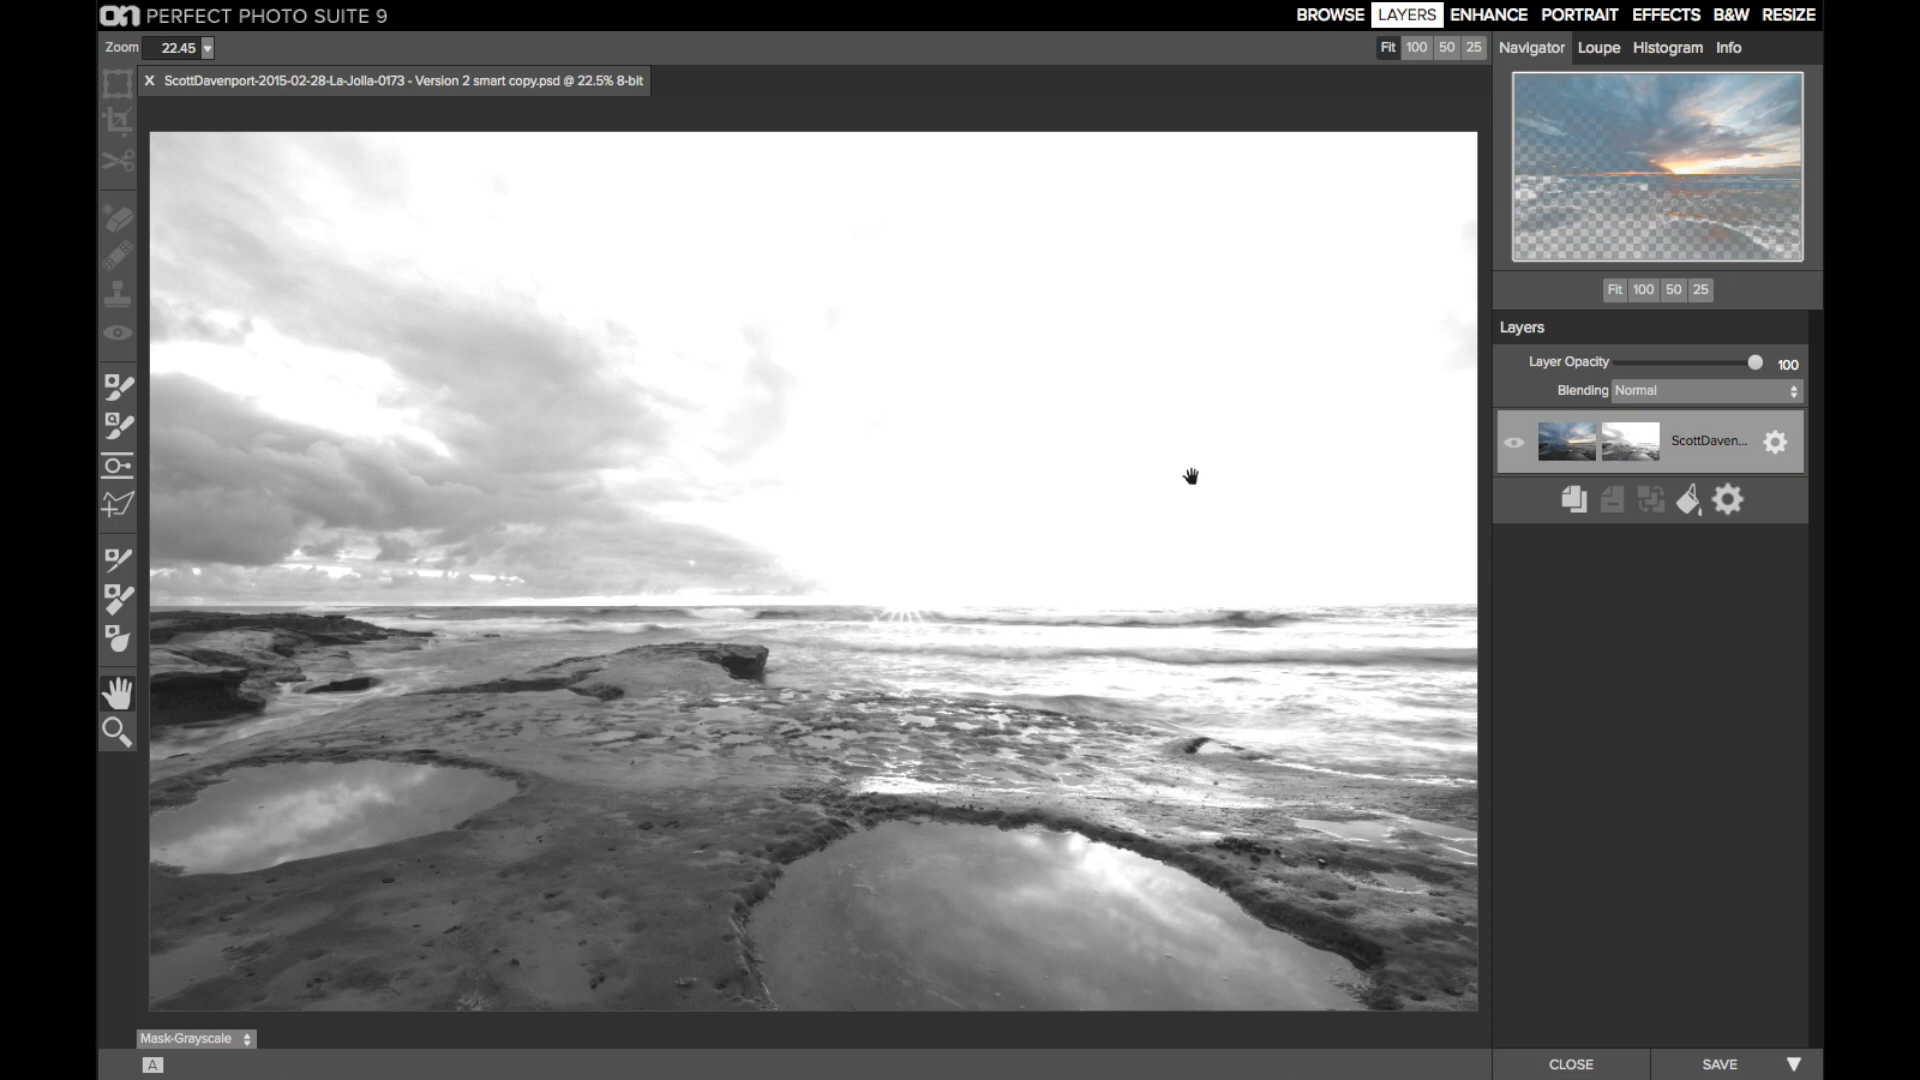 on PERFECT PHOTO SUITE 9
BROWSE LAYERS ENHANCE PORTRAIT EFFECTS B&W RESIZE
Zoom 22.45
Fit 100 50 25
Navigator Loupe Histogram Info
X ScottDavenport-2015-02-28-La-Jolla-0173 - Version 2 smart copy.psd @ 22.5% 8-bit
Fit 100 50 25
Layers
Layer Opacity 100
Blending Normal
ScottDaven...
Mask-Grayscale
A
CLOSE SAVE